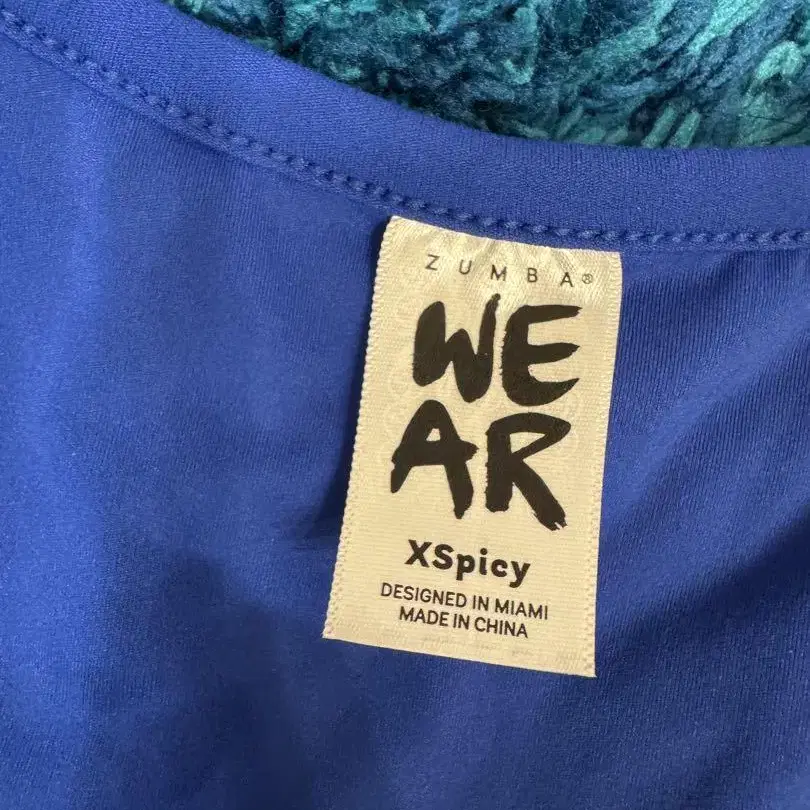 ZUMBA®
WE
AR
XSpicy
DESIGNED IN MIAMI
MADE IN CHINA